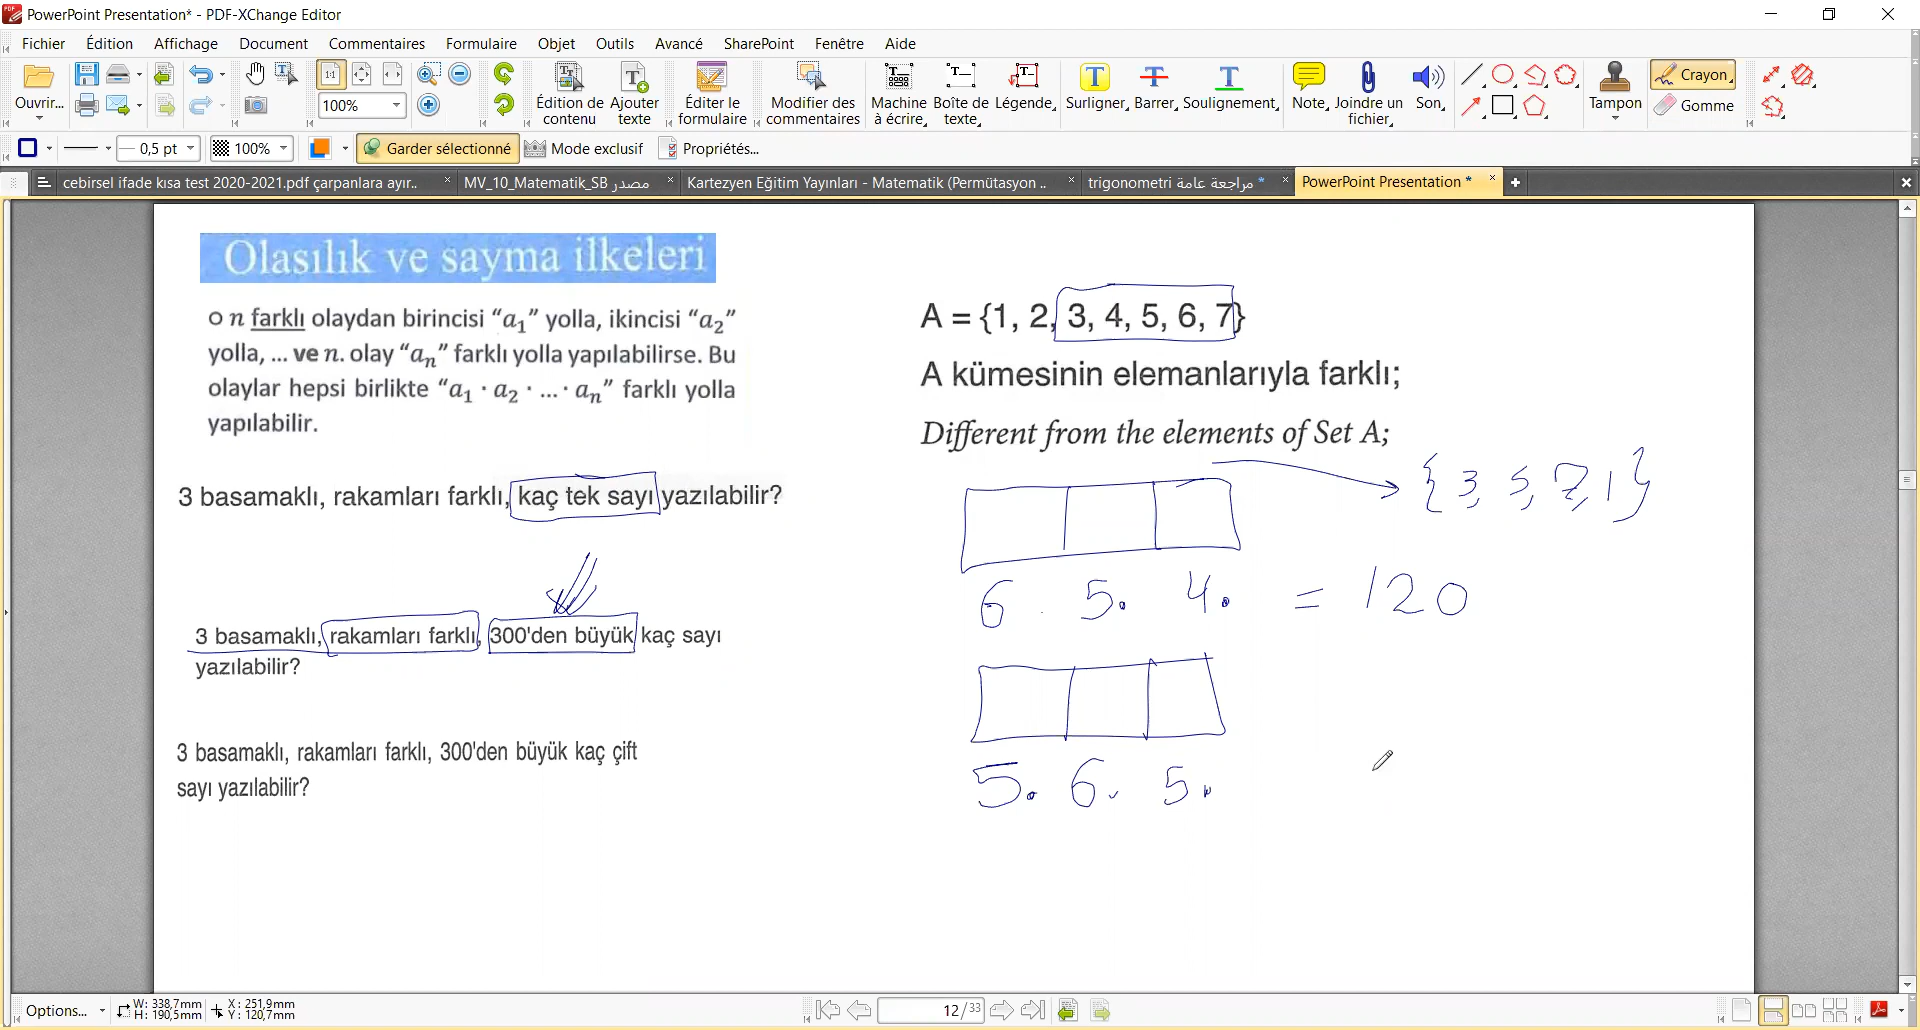 PowerPoint Presentation* - PDF-XChange Editor
Fichier Édition Affichage Document Commentaires Formulaire Objet Outils Avancé SharePoint Fenêtre Aide
Ouvrir... 1:1 100% Édition de contenu Ajouter texte Éditer le formulaire Modifier des commentaires Machine à écrire Boîte de texte Légende Surligner Barrer Soulignement Note Joindre un fichier Son Tampon Crayon Gomme
0,5 pt 100% Garder sélectionné Mode exclusif Propriétés...
cebirsel ifade kısa test 2020-2021.pdf çarpanlara ayır.. × MV_10_Matematik_SB مصدر × Kartezyen Eğitim Yayınları - Matematik (Permütasyon .. × trigonometri مراجعة عامة * × PowerPoint Presentation * ×
Olasılık ve sayma ilkeleri
n farklı olaydan birincisi “a₁” yolla, ikincisi “a₂”
yolla, ... ve n. olay “aₙ” farklı yolla yapılabilirse. Bu
olaylar hepsi birlikte “a₁ · a₂ · ... · aₙ” farklı yolla
yapılabilir.
3 basamaklı, rakamları farklı, kaç tek sayı yazılabilir?
3 basamaklı, rakamları farklı, 300'den büyük kaç sayı
yazılabilir?
3 basamaklı, rakamları farklı, 300'den büyük kaç çift
sayı yazılabilir?
A = {1, 2, 3, 4, 5, 6, 7}
A kümesinin elemanlarıyla farklı;
Different from the elements of Set A;
{3, 5, 7, 1}
6 . 5. 4. = 120
5. 6. 5.
Options... W: 338,7mm H: 190,5mm X: 251,9mm Y: 120,7mm 12/33